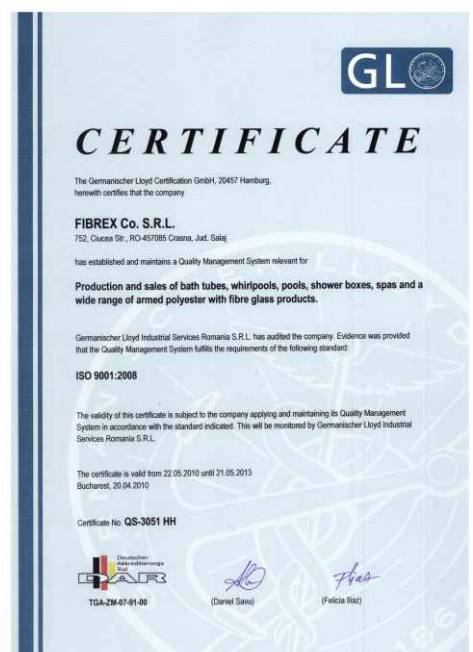 GL
CERTIFICATE
The Germanischer Lloyd Certification GmbH, 20457 Hamburg,
herewith certifies that the company
FIBREX Co. S.R.L.
752, Ciucea Str., RO-457085 Crasna, Jud. Salaj
has established and maintains a Quality Management System relevant for
Production and sales of bath tubes, whirlpools, pools, shower boxes, spas and a
wide range of armed polyester with fibre glass products.
Germanischer Lloyd Industrial Services Romania S.R.L. has audited the company. Evidence was provided
that the Quality Management System fulfills the requirements of the following standard:
ISO 9001:2008
The validity of this certificate is subject to the company applying and maintaining its Quality Management
System in accordance with the standard indicated. This will be monitored by Germanischer Lloyd Industrial
Services Romania S.R.L.
The certificate is valid from 22.05.2010 until 21.05.2013
Bucharest, 20.04.2010
Certificate No. QS-3051 HH
Deutscher
Akkreditierungs
Rat
DAR
TGA-ZM-07-91-00
(Daniel Savu)
(Felicia Iliaz)